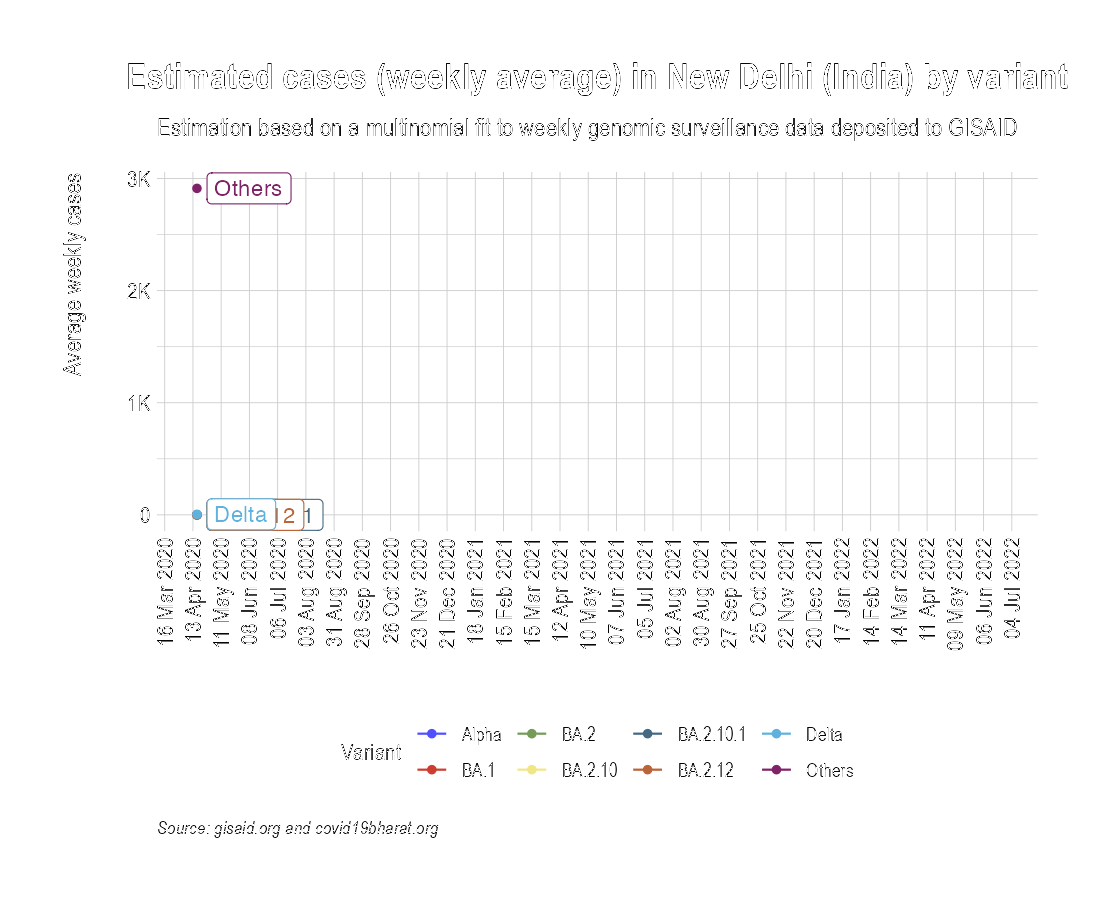 Estimated cases (weekly average) in New Delhi (India) by variant
Estimation based on a multinomial fit to weekly genomic surveillance data deposited to GISAID
Average weekly cases
3K
2K
1K
0
Others
Delta
2
1
16 Mar 2020
13 Apr 2020
11 May 2020
08 Jun 2020
06 Jul 2020
03 Aug 2020
31 Aug 2020
28 Sep 2020
26 Oct 2020
23 Nov 2020
21 Dec 2020
18 Jan 2021
15 Feb 2021
15 Mar 2021
12 Apr 2021
10 May 2021
07 Jun 2021
05 Jul 2021
02 Aug 2021
30 Aug 2021
27 Sep 2021
25 Oct 2021
22 Nov 2021
20 Dec 2021
17 Jan 2022
14 Feb 2022
14 Mar 2022
11 Apr 2022
09 May 2022
06 Jun 2022
04 Jul 2022
Variant
Alpha
BA.2
BA.2.10.1
Delta
BA.1
BA.2.10
BA.2.12
Others
Source: gisaid.org and covid19bharat.org